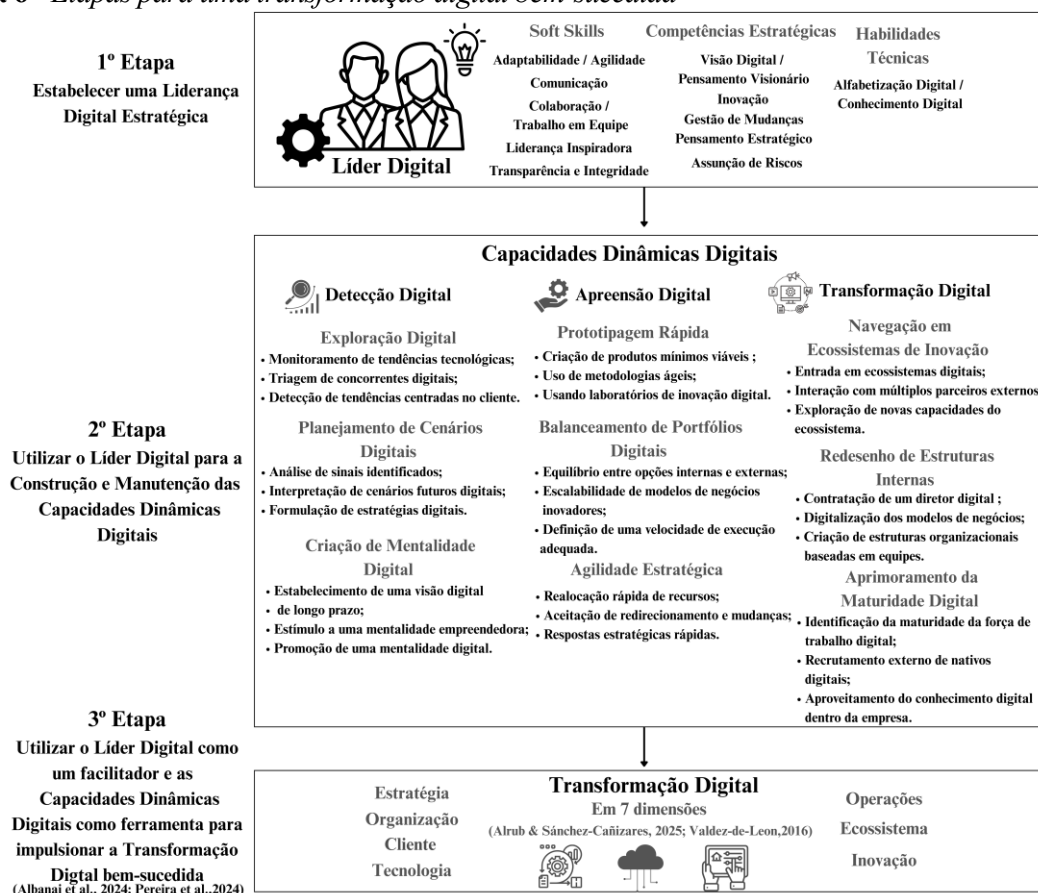 Etapas para uma transformação digital bem-sucedida
1º Etapa
Estabelecer uma Liderança
Digital Estratégica
Líder Digital
Soft Skills
Adaptabilidade / Agilidade
Comunicação
Colaboração /
Trabalho em Equipe
Liderança Inspiradora
Transparência e Integridade
Competências Estratégicas
Visão Digital /
Pensamento Visionário
Inovação
Gestão de Mudanças
Pensamento Estratégico
Assunção de Riscos
Habilidades
Técnicas
Alfabetização Digital /
Conhecimento Digital
2º Etapa
Utilizar o Líder Digital para a
Construção e Manutenção das
Capacidades Dinâmicas
Digitais
Capacidades Dinâmicas Digitais
Detecção Digital
Exploração Digital
• Monitoramento de tendências tecnológicas;
• Triagem de concorrentes digitais;
• Detecção de tendências centradas no cliente.
Planejamento de Cenários
Digitais
• Análise de sinais identificados;
• Interpretação de cenários futuros digitais;
• Formulação de estratégias digitais.
Criação de Mentalidade
Digital
• Estabelecimento de uma visão digital
• de longo prazo;
• Estímulo a uma mentalidade empreendedora;
• Promoção de uma mentalidade digital.
Apreensão Digital
Prototipagem Rápida
• Criação de produtos mínimos viáveis ;
• Uso de metodologias ágeis;
• Usando laboratórios de inovação digital.
Balanceamento de Portfólios
Digitais
• Equilíbrio entre opções internas e externas;
• Escalabilidade de modelos de negócios
inovadores;
• Definição de uma velocidade de execução
adequada.
Agilidade Estratégica
• Realocação rápida de recursos;
• Aceitação de redirecionamento e mudanças;
• Respostas estratégicas rápidas.
Transformação Digital
Navegação em
Ecossistemas de Inovação
• Entrada em ecossistemas digitais;
• Interação com múltiplos parceiros externos
• Exploração de novas capacidades do
ecossistema.
Redesenho de Estruturas
Internas
• Contratação de um diretor digital ;
• Digitalização dos modelos de negócios;
• Criação de estruturas organizacionais
baseadas em equipes.
Aprimoramento da
Maturidade Digital
• Identificação da maturidade da força de
trabalho digital;
• Recrutamento externo de nativos
digitais;
• Aproveitamento do conhecimento digital
dentro da empresa.
3º Etapa
Utilizar o Líder Digital como
um facilitador e as
Capacidades Dinâmicas
Digitais como ferramenta para
impulsionar a Transformação
Digtal bem-sucedida
(Albanai et al., 2024; Pereira et al.,2024)
Transformação Digital
Em 7 dimensões
(Alrub & Sánchez-Cañizares, 2025; Valdez-de-Leon,2016)
Estratégia
Organização
Cliente
Tecnologia
Operações
Ecossistema
Inovação